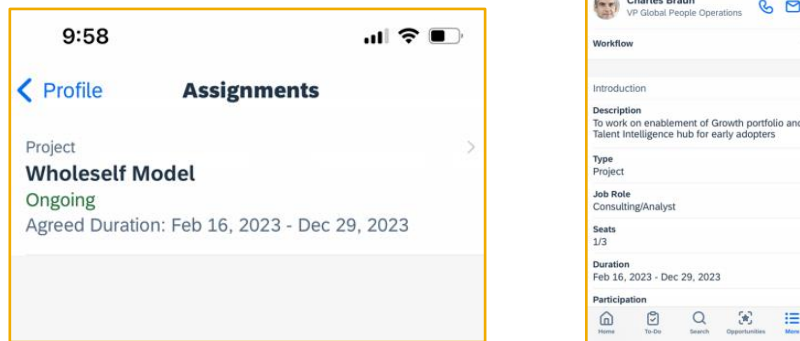 9:58
Profile
Assignments
Project
Wholeself Model
Ongoing
Agreed Duration: Feb 16, 2023 - Dec 29, 2023
Charles Braun
VP Global People Operations
Workflow
Introduction
Description
To work on enablement of Growth portfolio and
Talent Intelligence hub for early adopters
Type
Project
Job Role
Consulting/Analyst
Seats
1/3
Duration
Feb 16, 2023 - Dec 29, 2023
Participation
Home To-Do Search Opportunities More